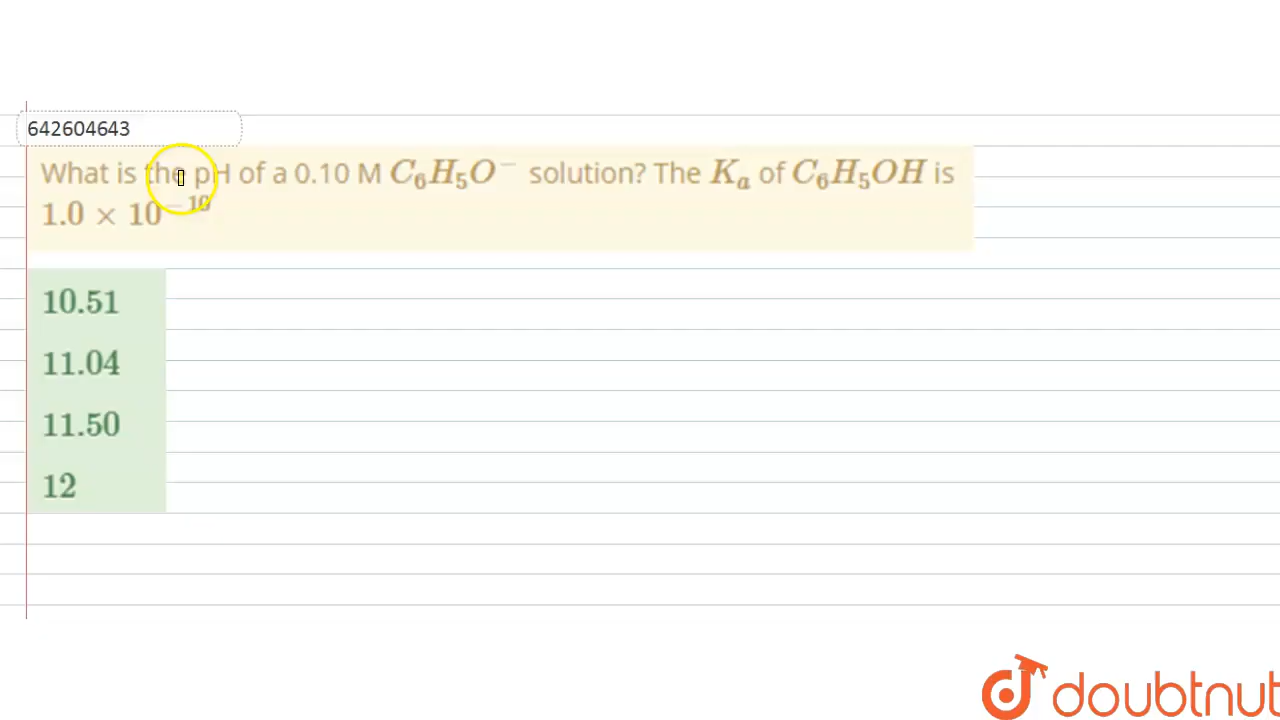 642604643
What is the pH of a 0.10 M C₆H₅O⁻ solution? The Kₐ of C₆H₅OH is
1.0 × 10⁻¹⁰
10.51
11.04
11.50
12
doubtnut